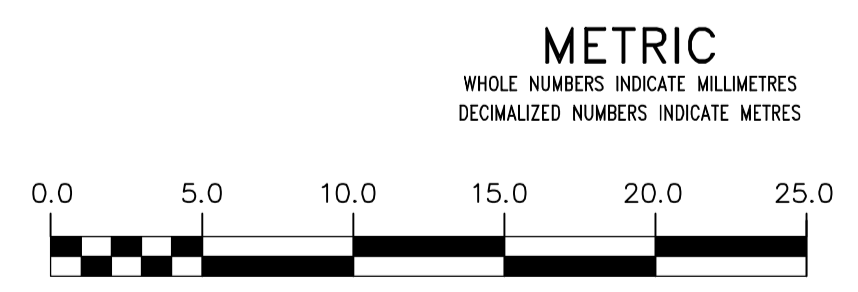 METRIC
WHOLE NUMBERS INDICATE MILLIMETRES
DECIMALIZED NUMBERS INDICATE METRES
0.0 5.0 10.0 15.0 20.0 25.0